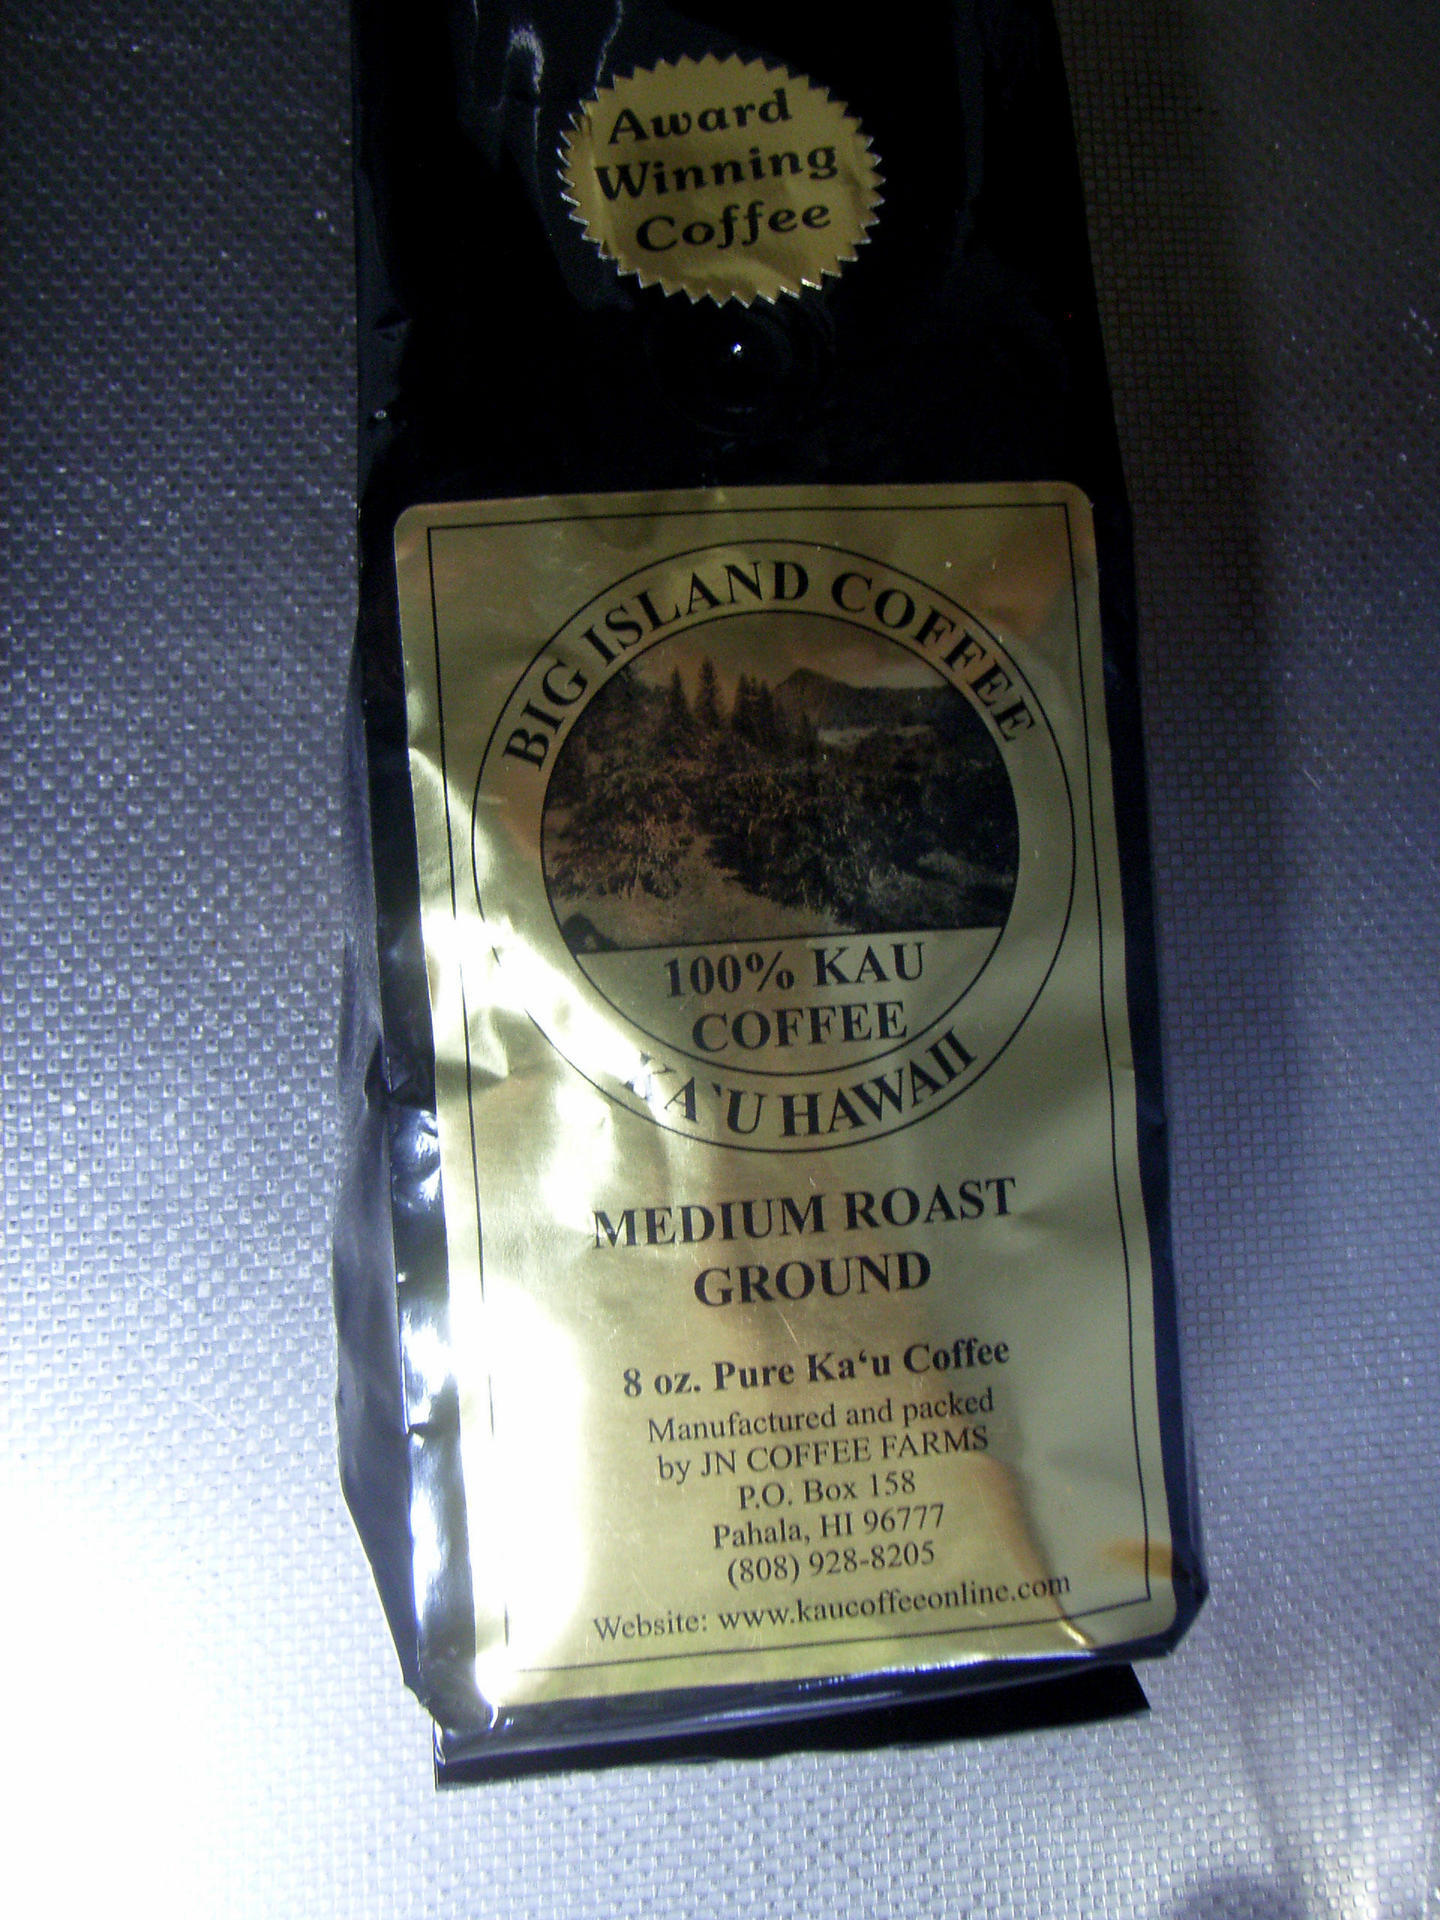 Award
Winning
Coffee
BIG ISLAND COFFEE
100% KAU
COFFEE
KA`U HAWAII
MEDIUM ROAST
GROUND
8 oz. Pure Ka‘u Coffee
Manufactured and packed
by JN COFFEE FARMS
P.O. Box 158
Pahala, HI 96777
(808) 928-8205
Website: www.kaucoffeeonline.com